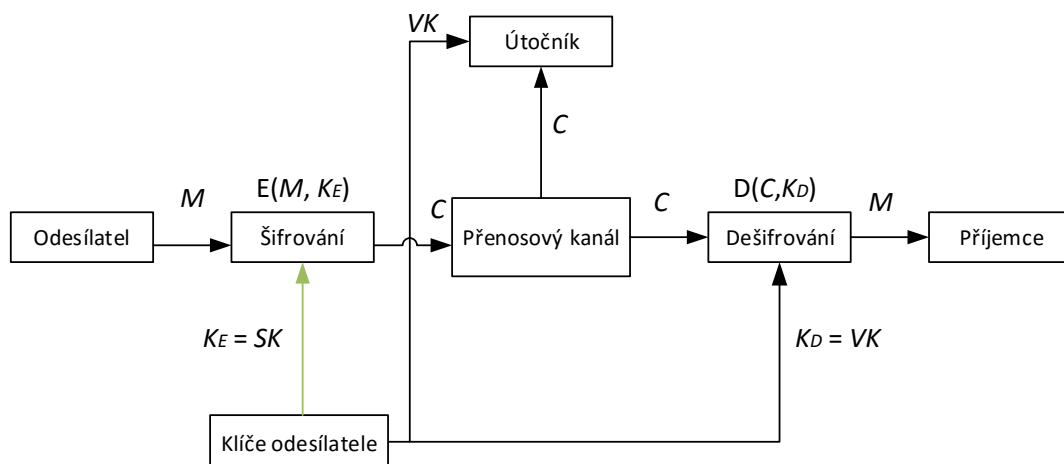 VK
Útočník
C
M
E(M, KE)
C
C
D(C,KD)
M
Odesílatel
Šifrování
Přenosový kanál
Dešifrování
Příjemce
KE = SK
KD = VK
Klíče odesílatele